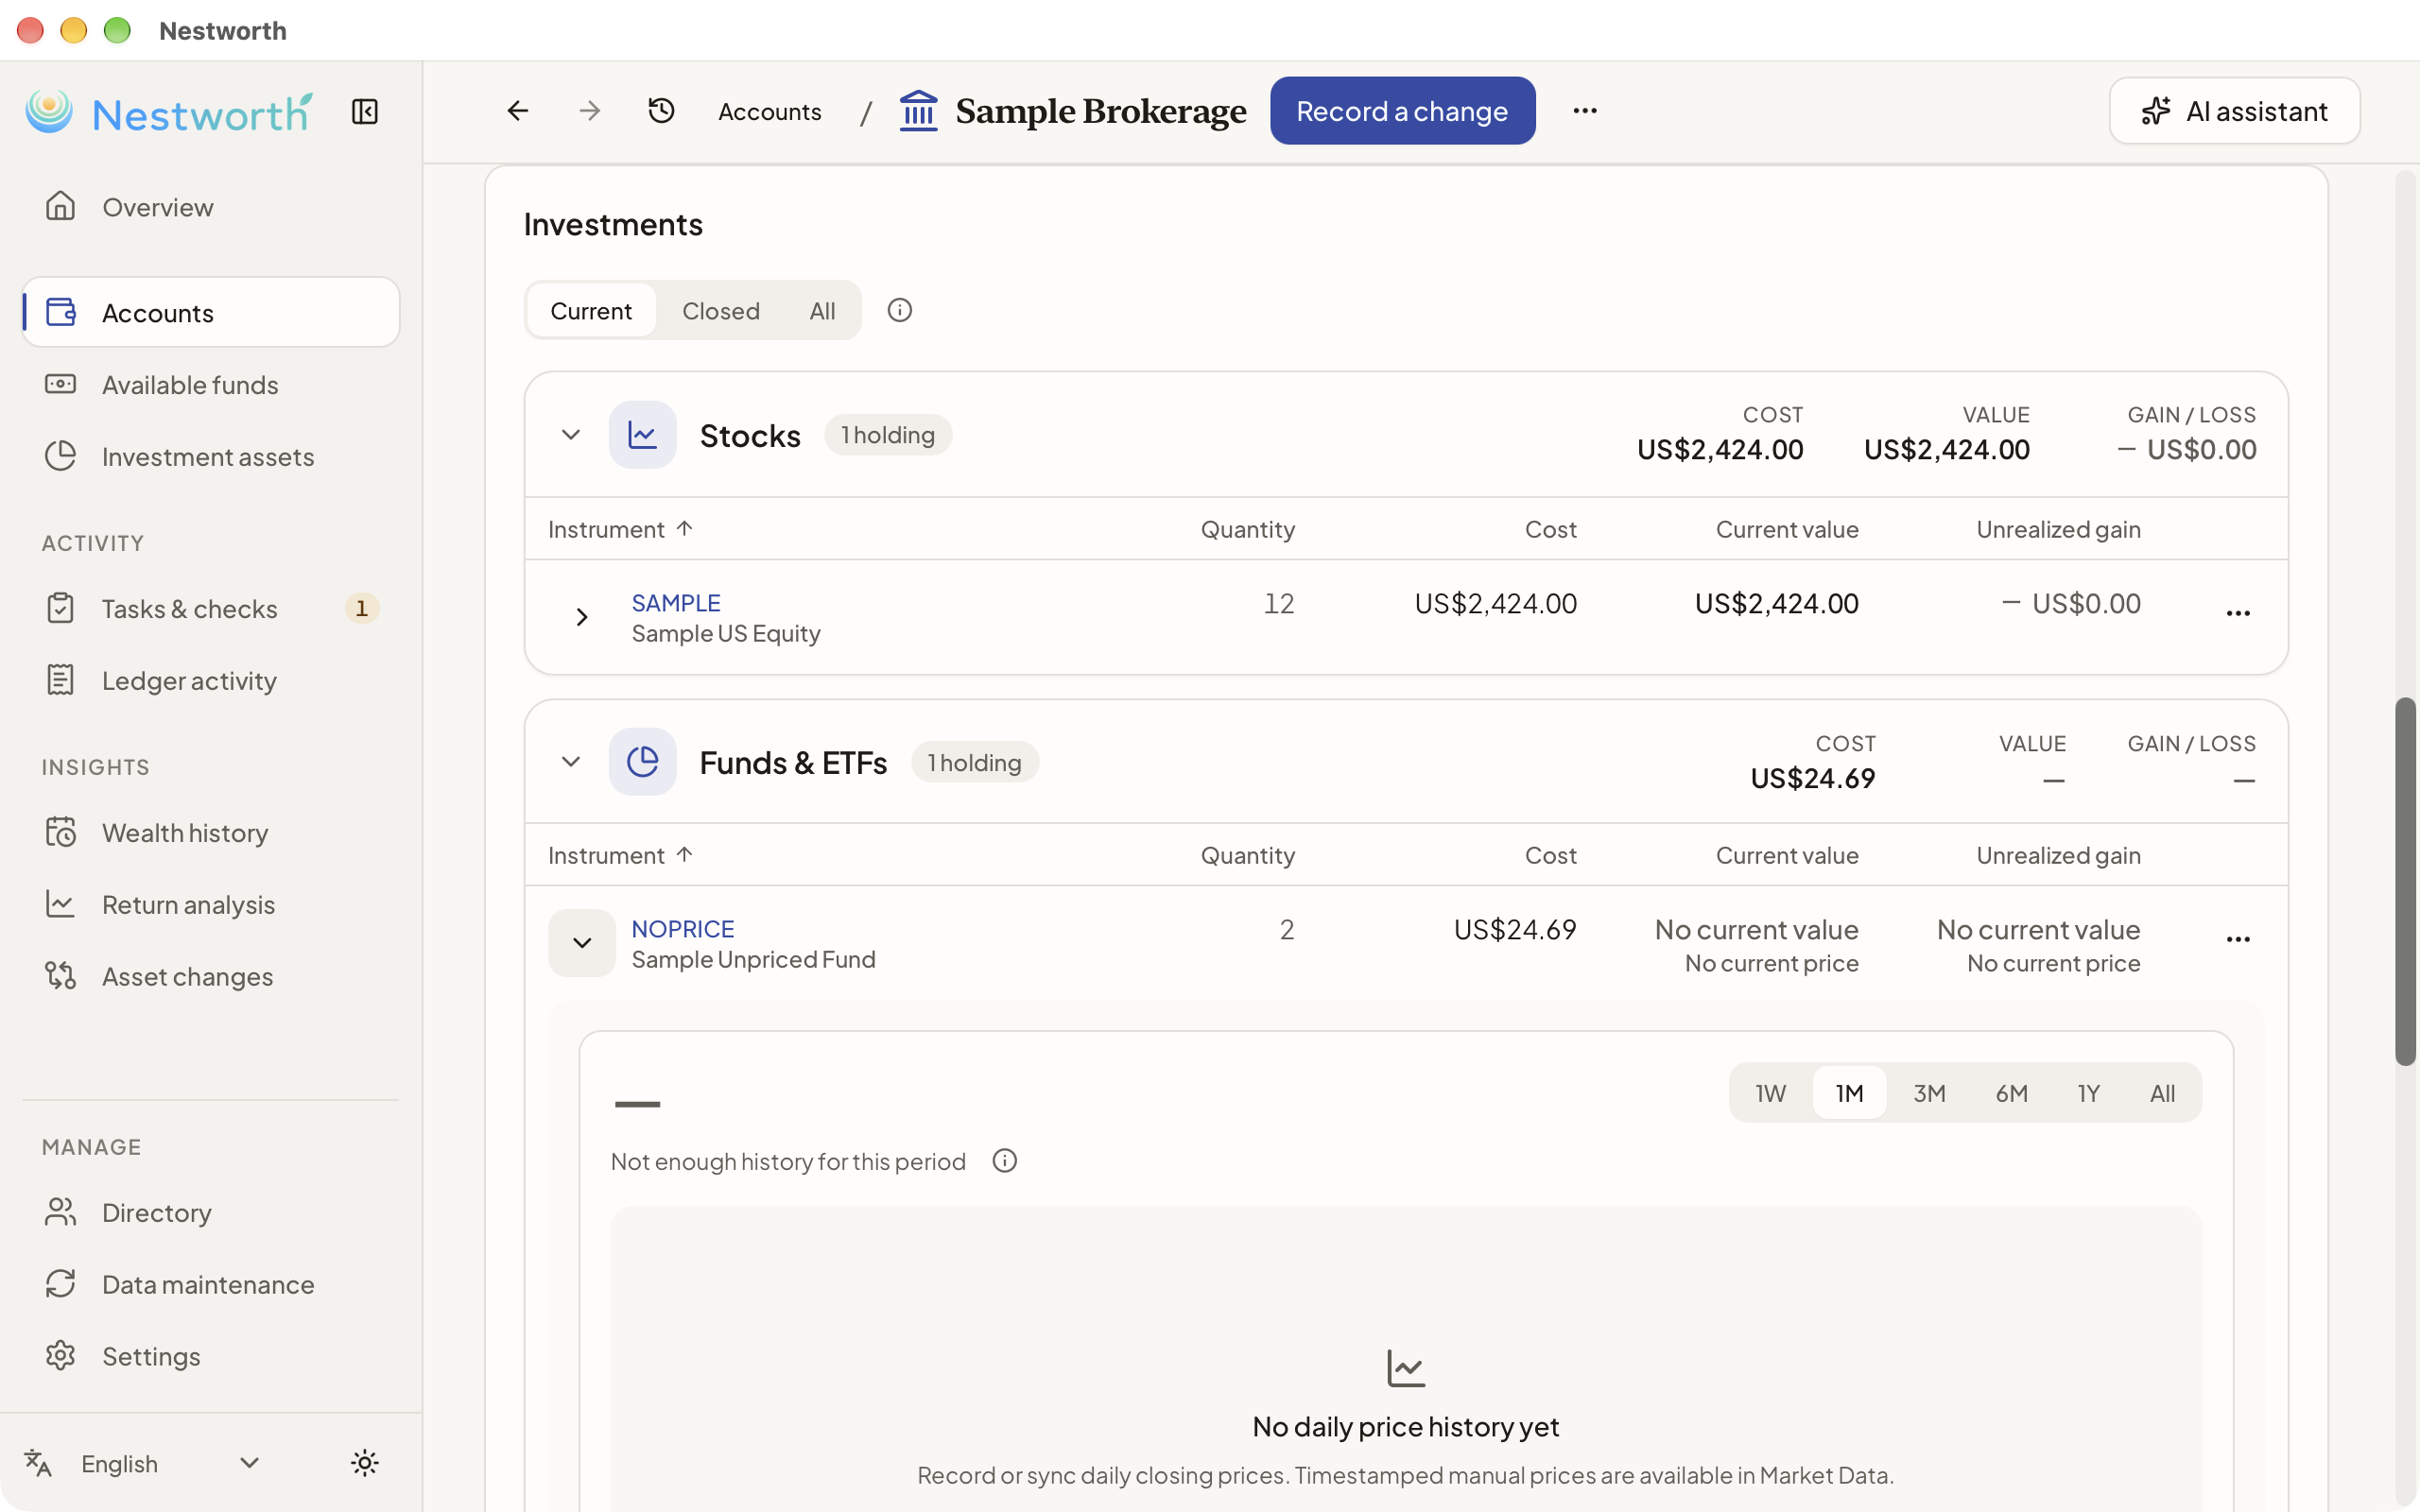 Nestworth
Nestworth
Accounts / Sample Brokerage
Record a change
AI assistant
Overview
Accounts
Available funds
Investment assets
ACTIVITY
Tasks & checks 1
Ledger activity
INSIGHTS
Wealth history
Return analysis
Asset changes
MANAGE
Directory
Data maintenance
Settings
English
Investments
Current Closed All
Stocks 1 holding
COST VALUE GAIN / LOSS
US$2,424.00 US$2,424.00 — US$0.00
Instrument ↑ Quantity Cost Current value Unrealized gain
SAMPLE 12 US$2,424.00 US$2,424.00 — US$0.00
Sample US Equity
Funds & ETFs 1 holding
COST VALUE GAIN / LOSS
US$24.69 — —
Instrument ↑ Quantity Cost Current value Unrealized gain
NOPRICE 2 US$24.69 No current value No current value
Sample Unpriced Fund No current price No current price
—
1W 1M 3M 6M 1Y All
Not enough history for this period
No daily price history yet
Record or sync daily closing prices. Timestamped manual prices are available in Market Data.